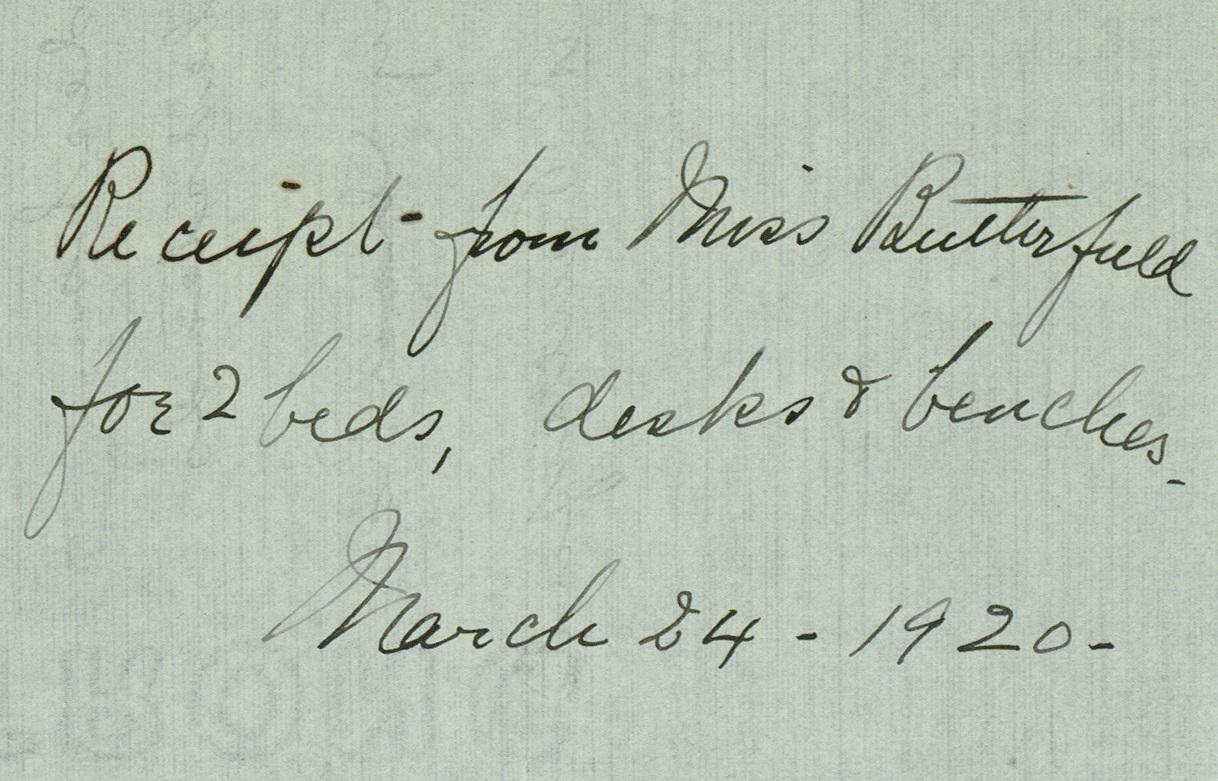 Receipt from Miss Butterfield
for 2 beds, desks & benches.
March 24 - 1920 -